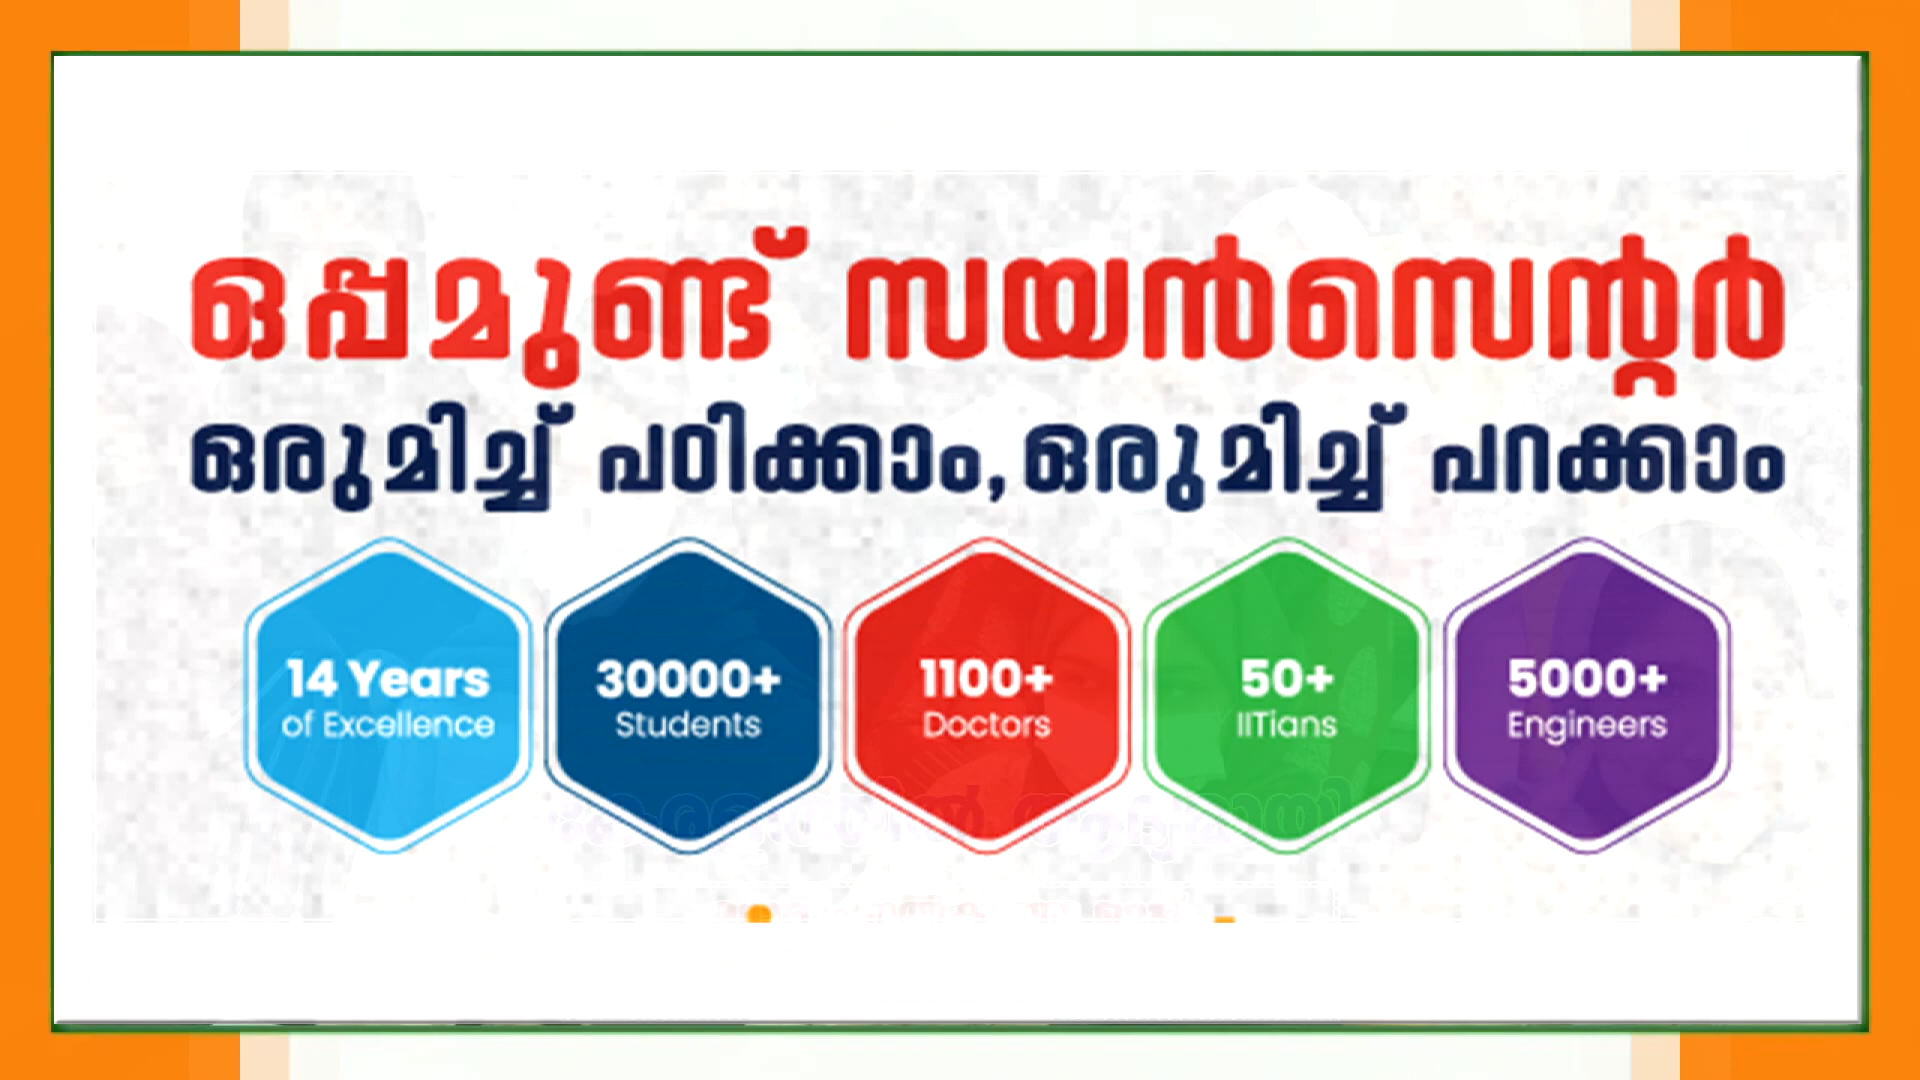 ഒപ്പമുണ്ട് സയൻസെന്റർ
ഒരുമിച്ച് പഠിക്കാം, ഒരുമിച്ച് പറക്കാം
14 Years
of Excellence
30000+
Students
1100+
Doctors
50+
IITians
5000+
Engineers